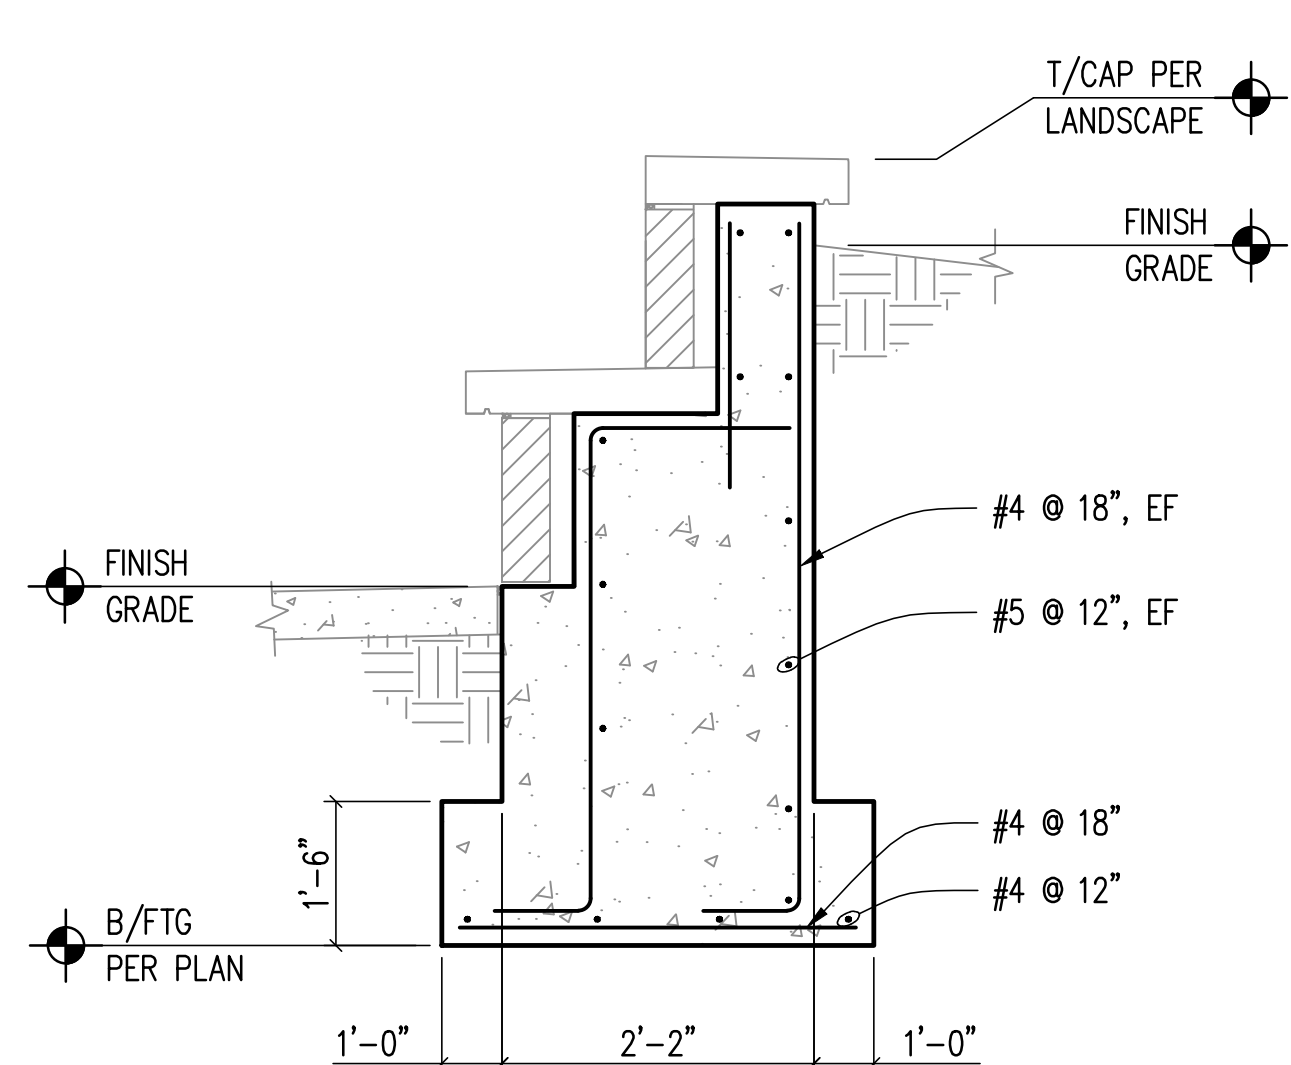 T/CAP PER
LANDSCAPE
FINISH
GRADE
#4 @ 18", EF
FINISH
GRADE
#5 @ 12", EF
#4 @ 18"
1'-6"
#4 @ 12"
B/FTG
PER PLAN
1'-0" 2'-2" 1'-0"